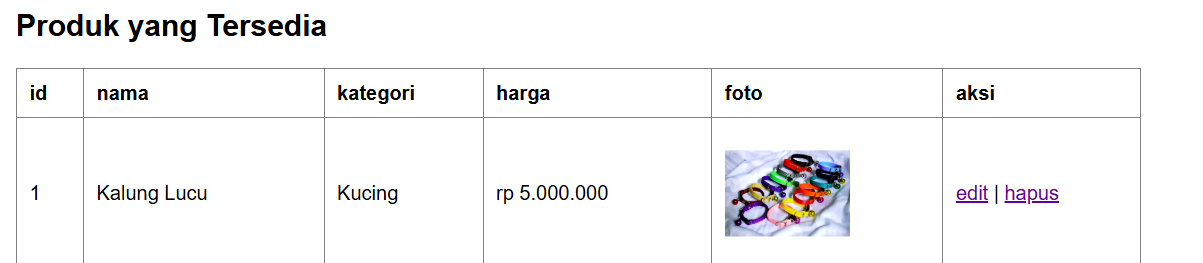 Produk yang Tersedia
id nama kategori harga foto aksi
1 Kalung Lucu Kucing rp 5.000.000 edit | hapus